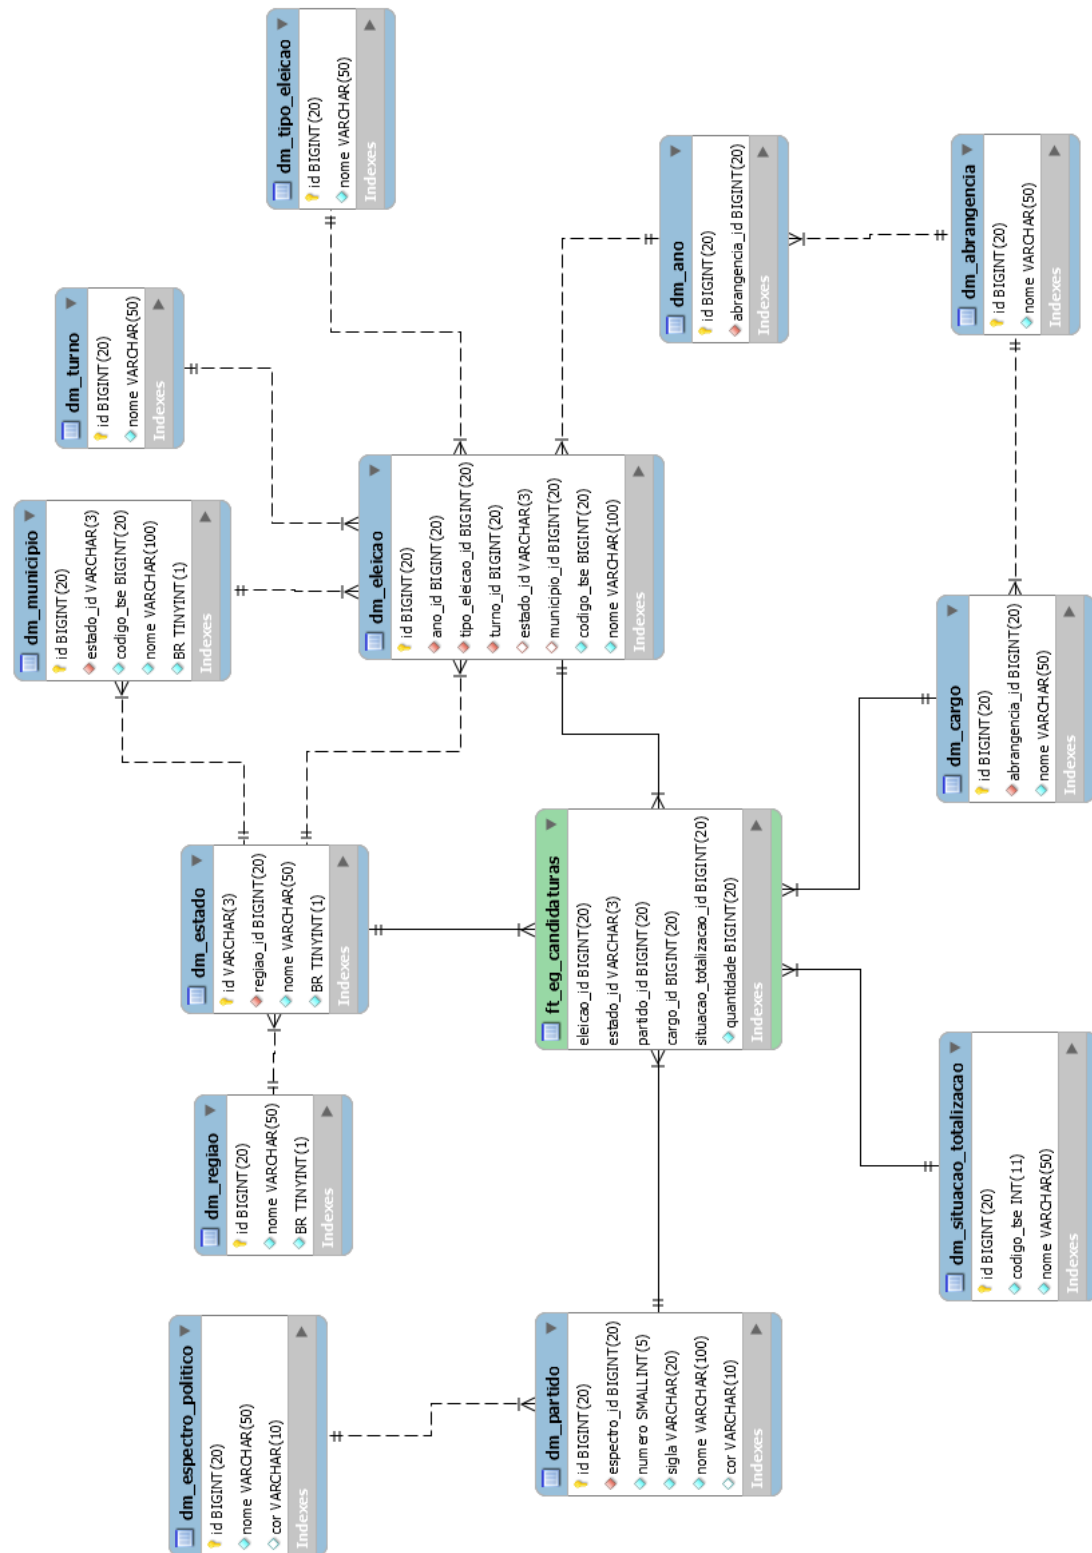 dm_espectro_politico
id BIGINT(20)
nome VARCHAR(50)
cor VARCHAR(10)
Indexes
dm_regiao
id BIGINT(20)
nome VARCHAR(50)
BR TINYINT(1)
Indexes
dm_estado
id VARCHAR(3)
regiao_id BIGINT(20)
nome VARCHAR(50)
BR TINYINT(1)
Indexes
dm_municipio
id BIGINT(20)
estado_id VARCHAR(3)
codigo_tse BIGINT(20)
nome VARCHAR(100)
BR TINYINT(1)
Indexes
dm_turno
id BIGINT(20)
nome VARCHAR(50)
Indexes
dm_tipo_eleicao
id BIGINT(20)
nome VARCHAR(50)
Indexes
dm_eleicao
id BIGINT(20)
ano_id BIGINT(20)
tipo_eleicao_id BIGINT(20)
turno_id BIGINT(20)
estado_id VARCHAR(3)
municipio_id BIGINT(20)
codigo_tse BIGINT(20)
nome VARCHAR(100)
Indexes
dm_partido
id BIGINT(20)
espectro_id BIGINT(20)
numero SMALLINT(5)
sigla VARCHAR(20)
nome VARCHAR(100)
cor VARCHAR(10)
Indexes
ft_eg_candidaturas
eleicao_id BIGINT(20)
estado_id VARCHAR(3)
partido_id BIGINT(20)
cargo_id BIGINT(20)
situacao_totalizacao_id BIGINT(20)
quantidade BIGINT(20)
Indexes
dm_ano
id BIGINT(20)
abrangencia_id BIGINT(20)
Indexes
dm_situacao_totalizacao
id BIGINT(20)
codigo_tse INT(11)
nome VARCHAR(50)
Indexes
dm_cargo
id BIGINT(20)
abrangencia_id BIGINT(20)
nome VARCHAR(50)
Indexes
dm_abrangencia
id BIGINT(20)
nome VARCHAR(50)
Indexes